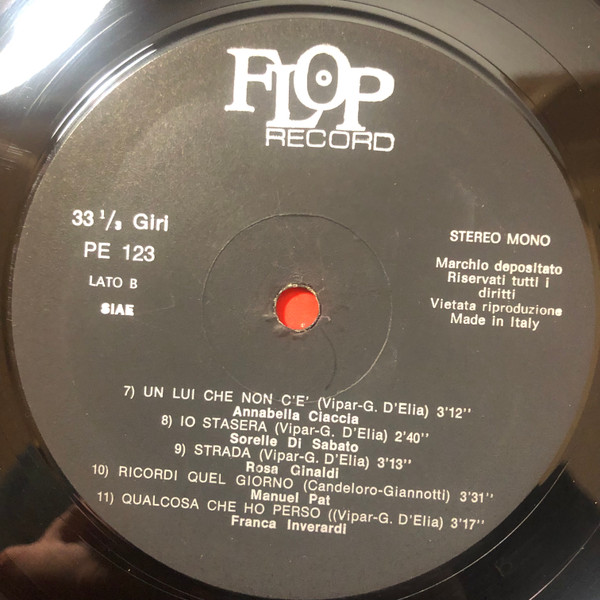 FLOP
RECORD
33 1/3 Giri
PE 123
LATO B
SIAE
STEREO MONO
Marchio depositato
Riservati tutti i
diritti
Vietata riproduzione
Made in Italy
7) UN LUI CHE NON C'E' (Vipar-G. D'Elia) 3'12''
Annabella Ciaccia
8) IO STASERA (Vipar-G. D'Elia) 2'40''
Sorelle Di Sabato
9) STRADA (Vipar-G. D'Elia) 3'13''
Rosa Ginaldi
10) RICORDI QUEL GIORNO (Candeloro-Giannotti) 3'31''
Manuel Pat
11) QUALCOSA CHE HO PERSO ((Vipar-G. D'Elia) 3'17''
Franca Inverardi